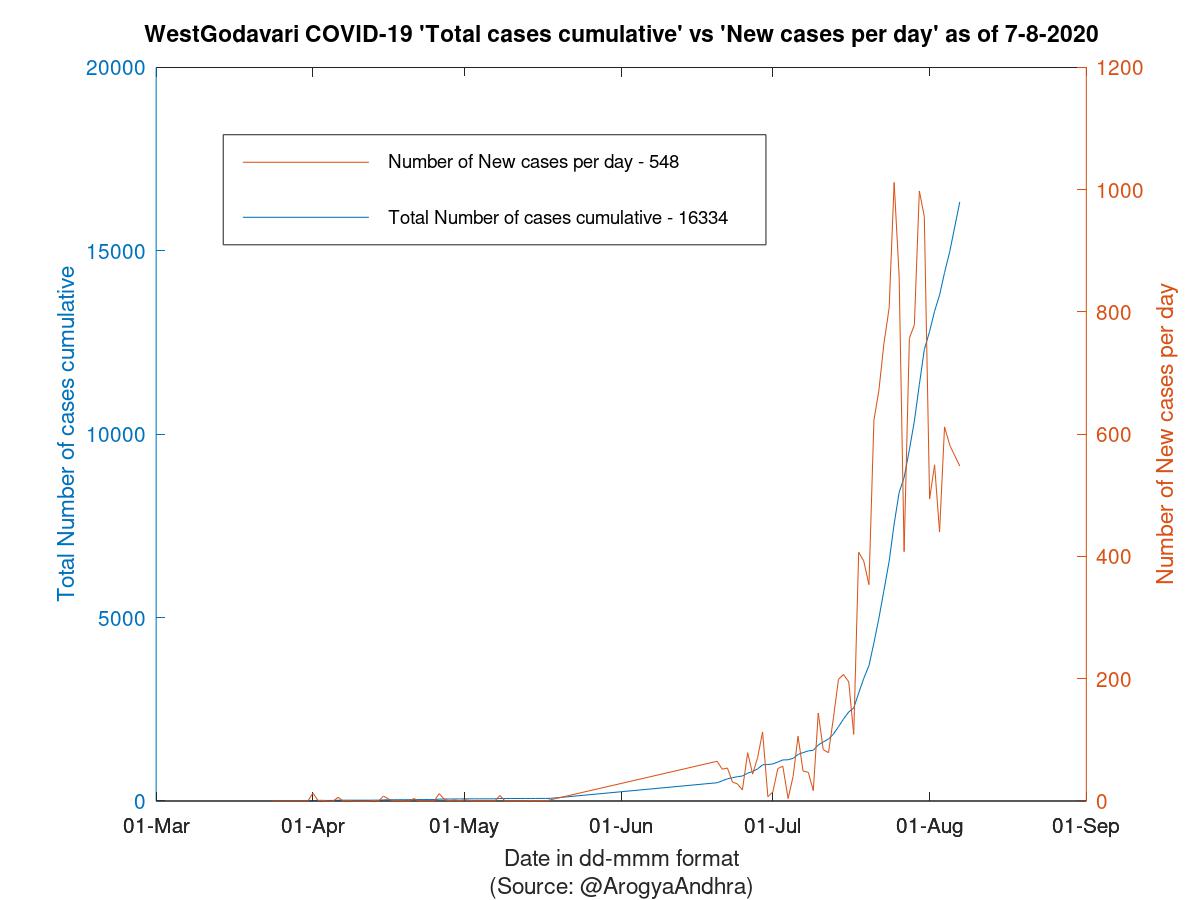 WestGodavari COVID-19 'Total cases cumulative' vs 'New cases per day' as of 7-8-2020
20000
15000
10000
5000
0
Total Number of cases cumulative
Number of New cases per day - 548
Total Number of cases cumulative - 16334
1200
1000
800
600
400
200
0
Number of New cases per day
01-Mar 01-Apr 01-May 01-Jun 01-Jul 01-Aug 01-Sep
Date in dd-mmm format
(Source: @ArogyaAndhra)